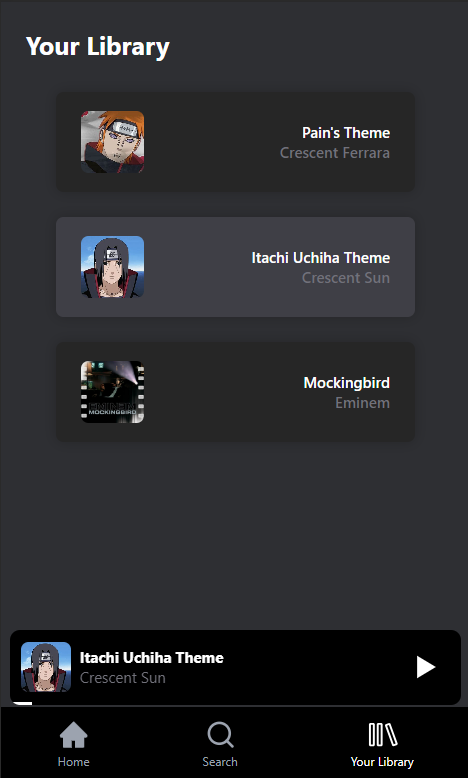 Your Library
Pain's Theme
Crescent Ferrara
Itachi Uchiha Theme
Crescent Sun
MOCKINGBIRD
Mockingbird
Eminem
Itachi Uchiha Theme
Crescent Sun
Home
Search
Your Library